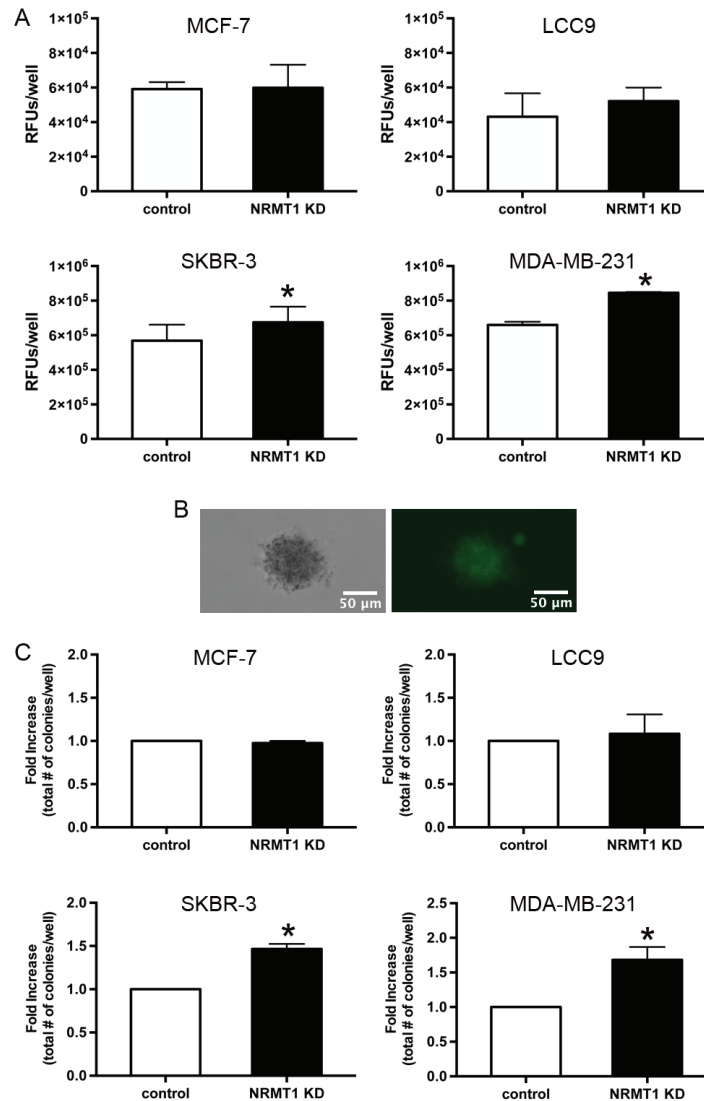 A
MCF-7
RFUs/well
1×10⁵
8×10⁴
6×10⁴
4×10⁴
2×10⁴
0
control NRMT1 KD
LCC9
RFUs/well
1×10⁵
8×10⁴
6×10⁴
4×10⁴
2×10⁴
0
control NRMT1 KD
SKBR-3
RFUs/well
1×10⁶
8×10⁵
6×10⁵
4×10⁵
2×10⁵
0
*
control NRMT1 KD
MDA-MB-231
RFUs/well
1×10⁶
8×10⁵
6×10⁵
4×10⁵
2×10⁵
0
*
control NRMT1 KD
B
50 µm
50 µm
C
MCF-7
Fold Increase
(total # of colonies/well)
2.0
1.5
1.0
0.5
0.0
control NRMT1 KD
LCC9
Fold Increase
(total # of colonies/well)
2.0
1.5
1.0
0.5
0.0
control NRMT1 KD
SKBR-3
Fold Increase
(total # of colonies/well)
2.0
1.5
1.0
0.5
0.0
*
control NRMT1 KD
MDA-MB-231
Fold Increase
(total # of colonies/well)
2.5
2.0
1.5
1.0
0.5
0.0
*
control NRMT1 KD